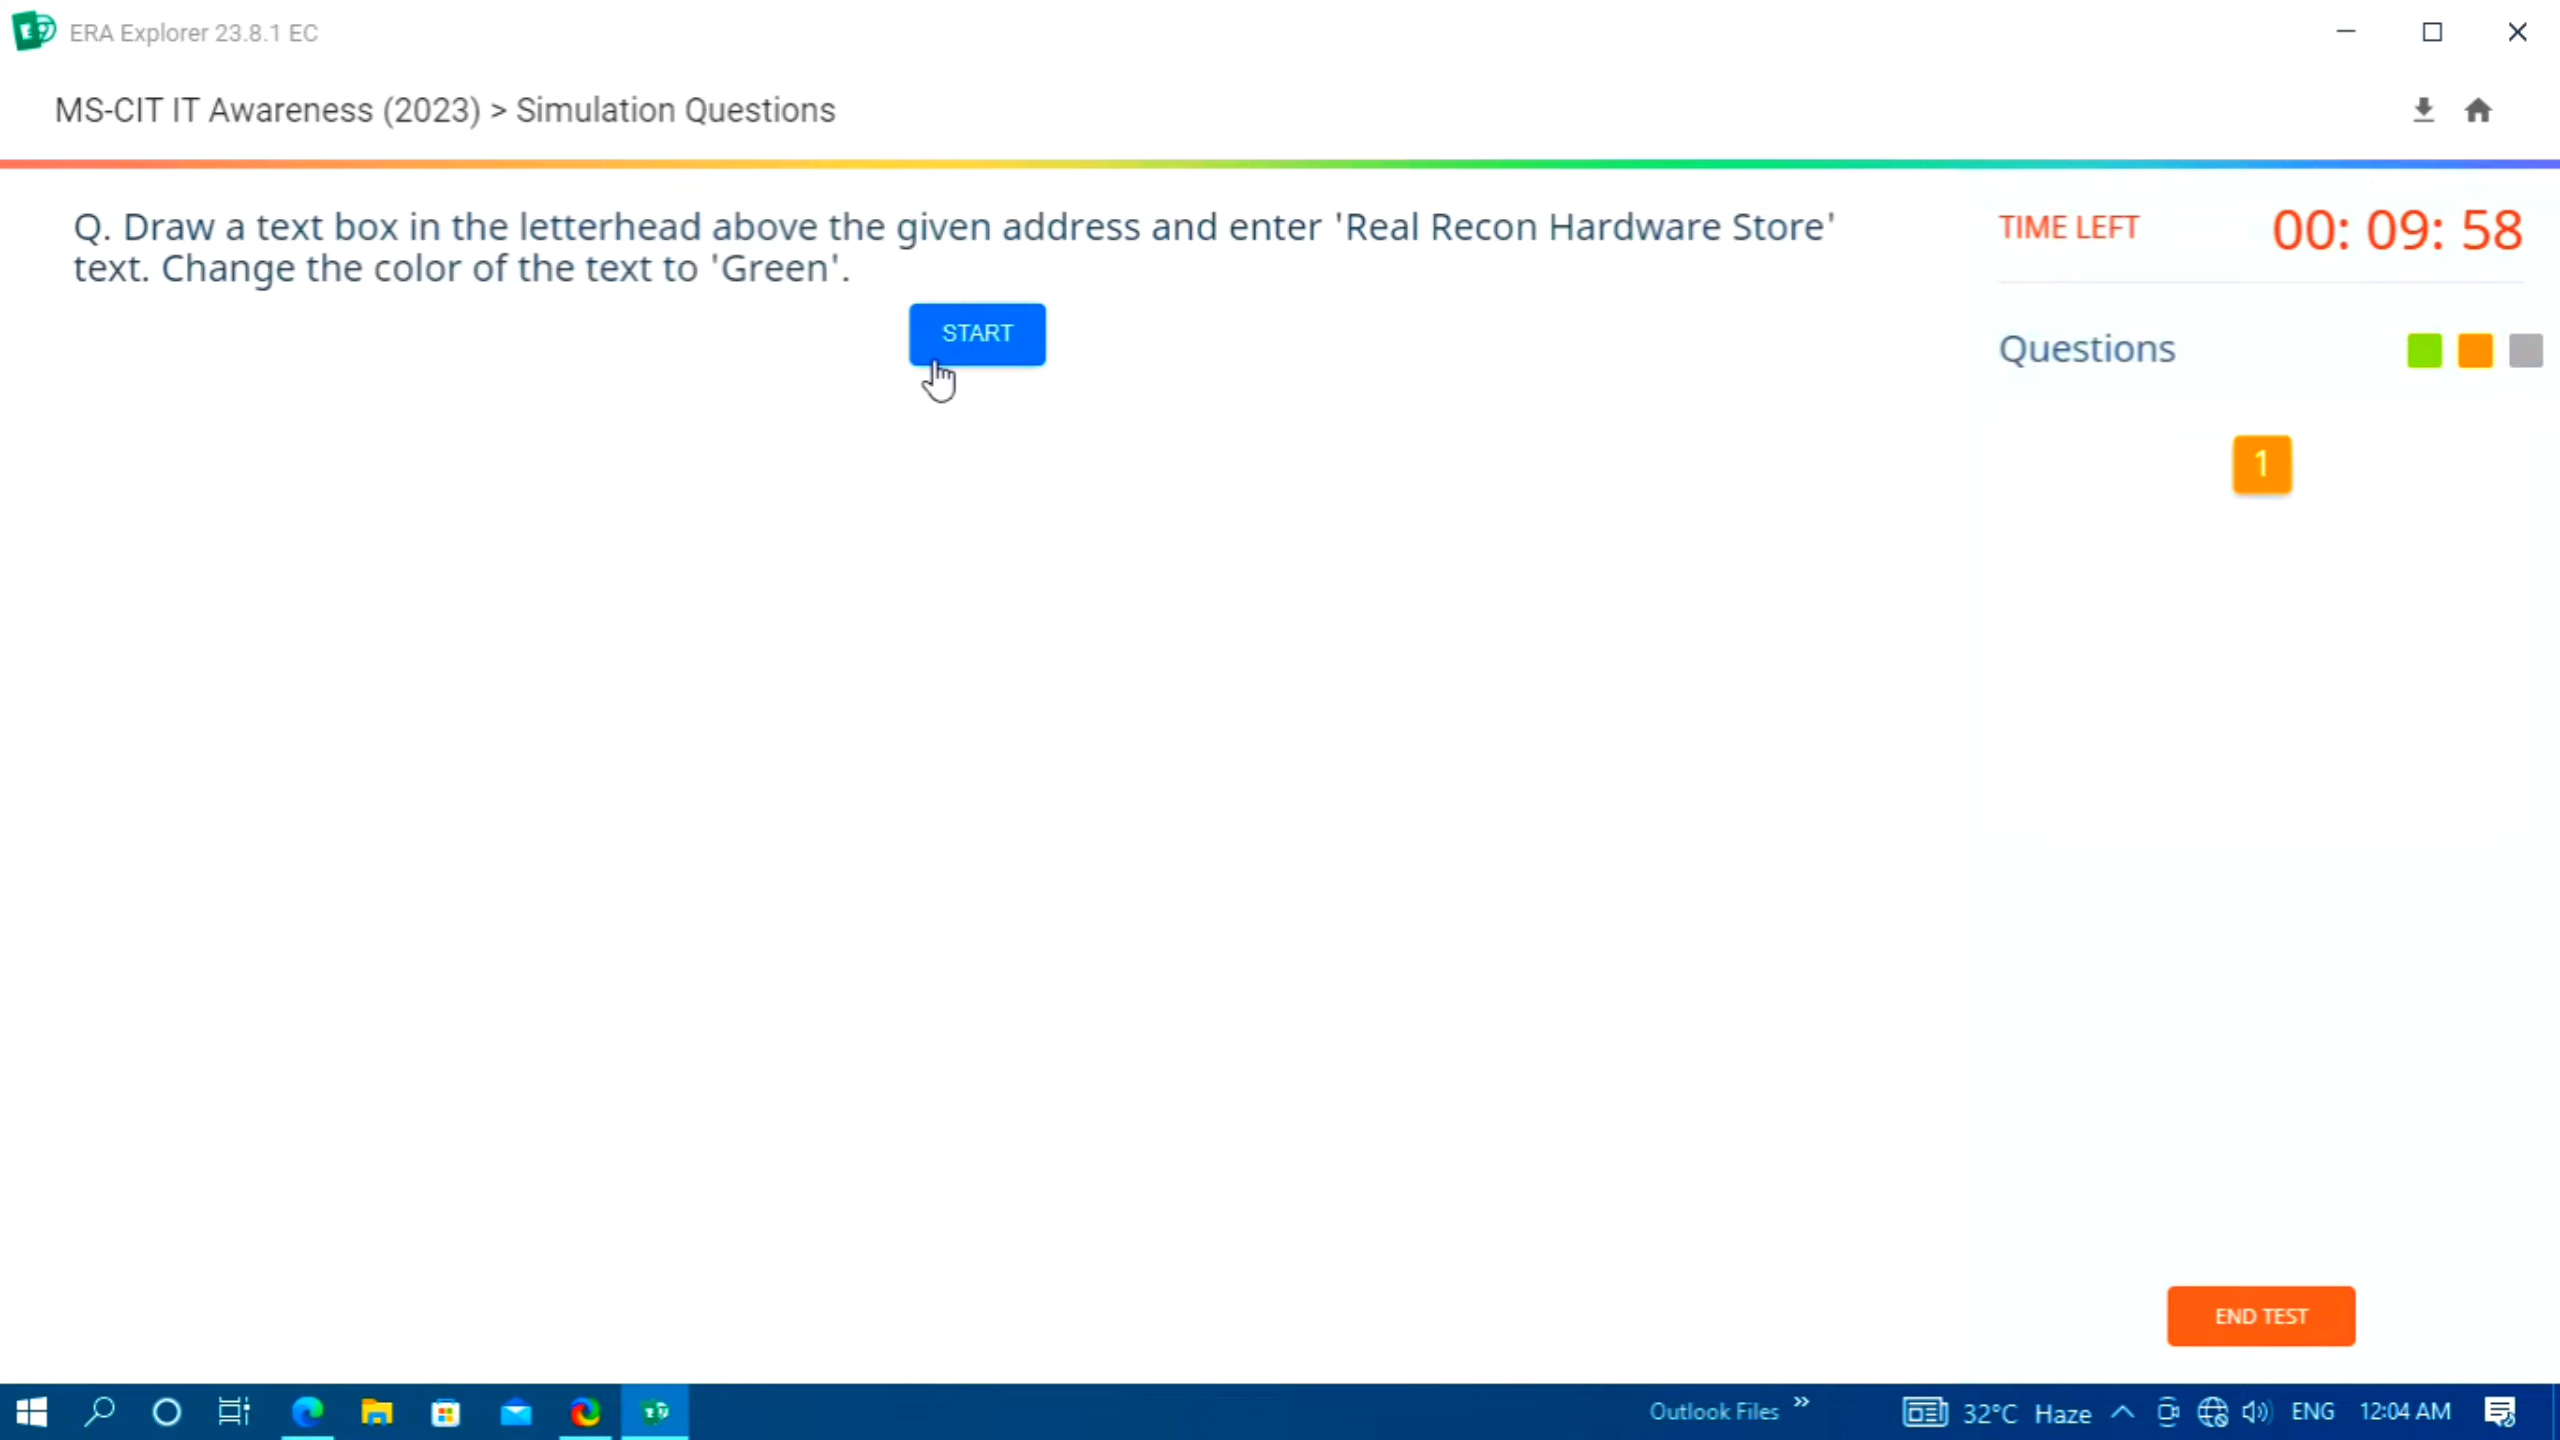 ERA Explorer 23.8.1 EC
MS-CIT IT Awareness (2023) > Simulation Questions
Q. Draw a text box in the letterhead above the given address and enter 'Real Recon Hardware Store'
text. Change the color of the text to 'Green'.
START
TIME LEFT 00: 09: 58
Questions
1
END TEST
Outlook Files » 32°C Haze ENG 12:04 AM